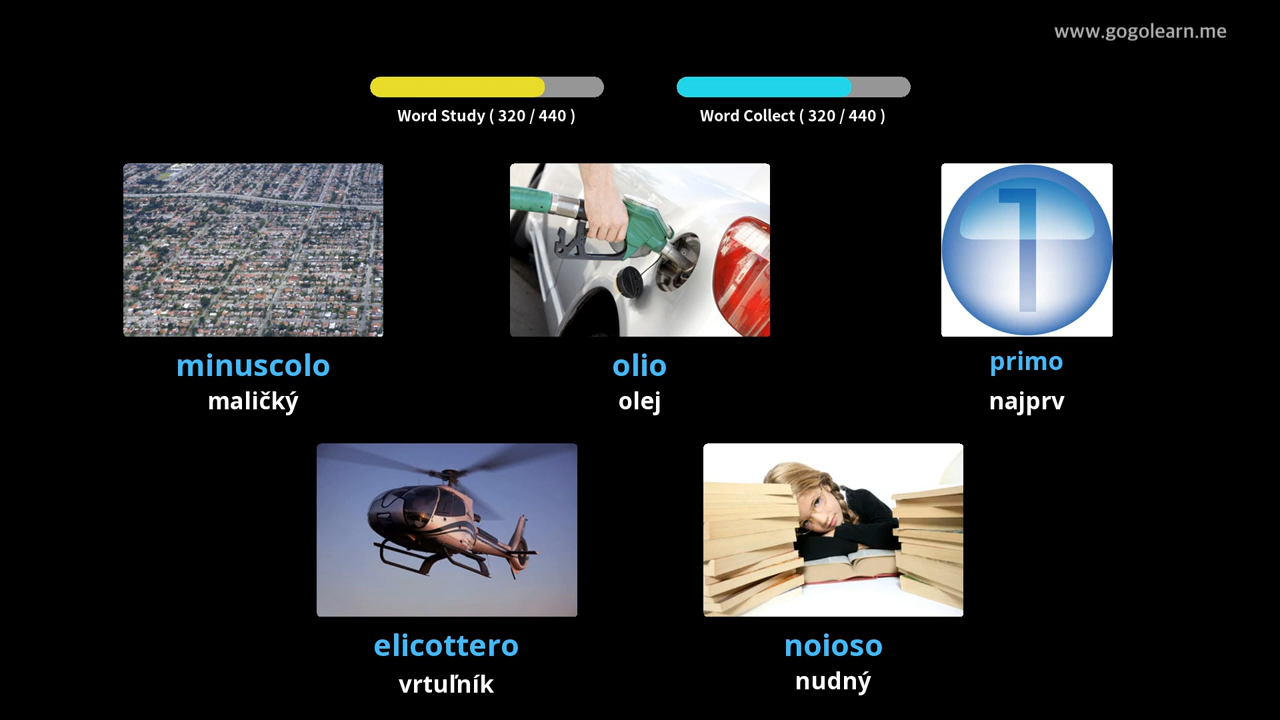 www.gogolearn.me
Word Study ( 320 / 440 )
Word Collect ( 320 / 440 )
minuscolo
maličký
olio
olej
1
primo
najprv
elicottero
vrtuľník
noioso
nudný